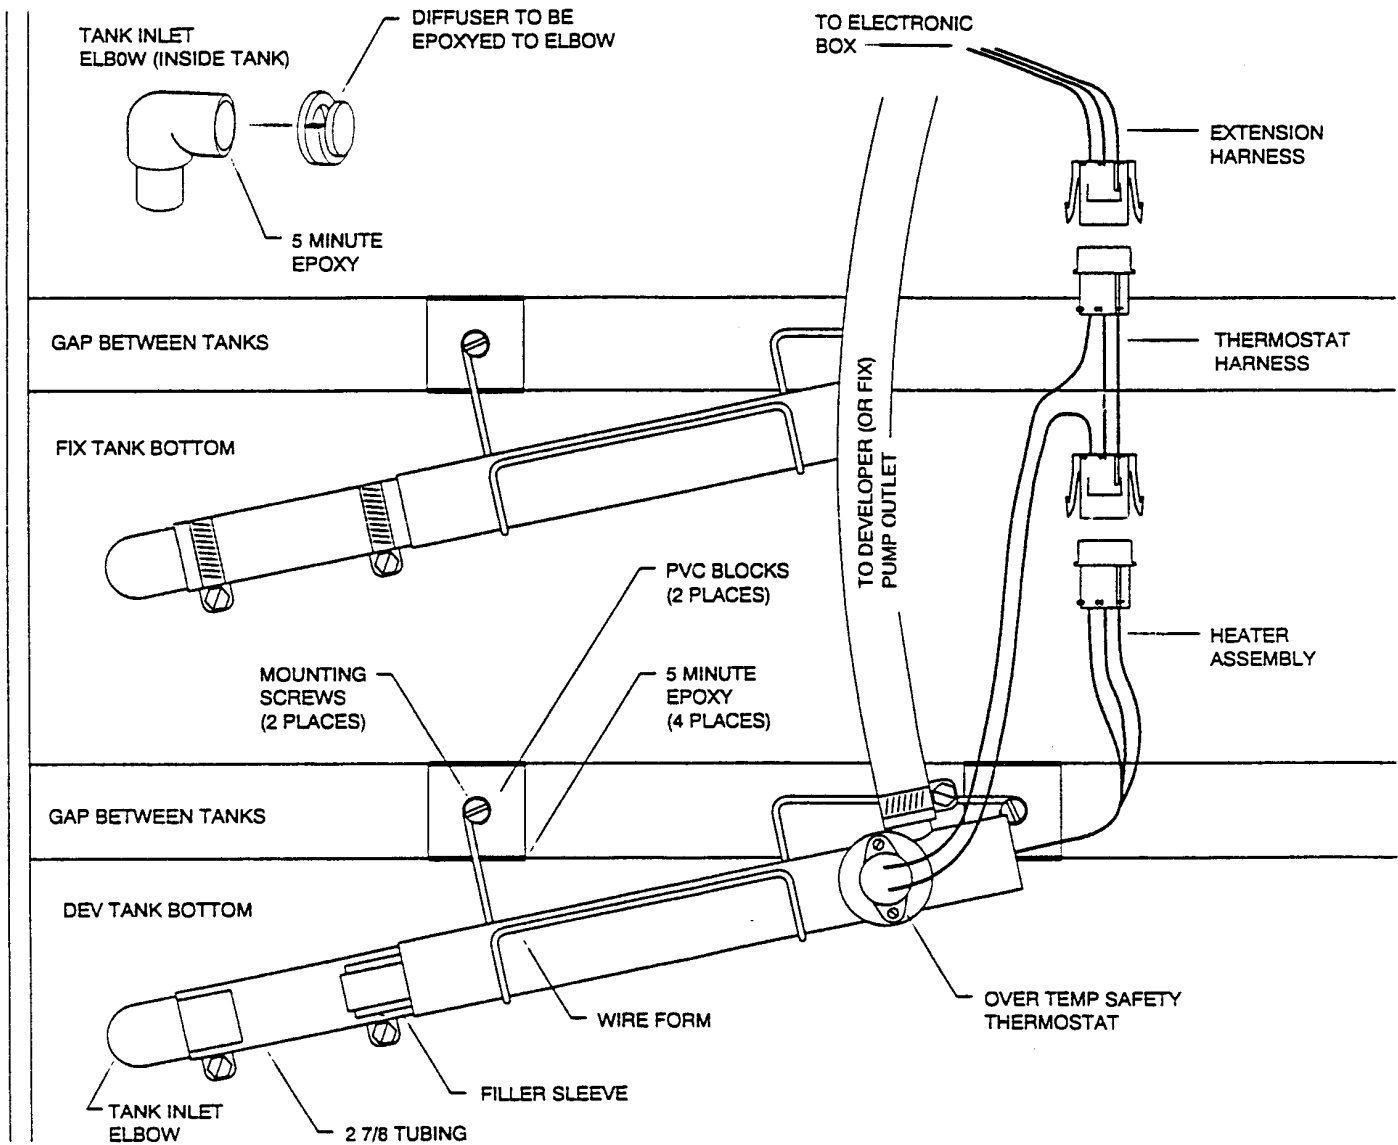 TANK INLET
ELBOW (INSIDE TANK)
DIFFUSER TO BE
EPOXYED TO ELBOW
TO ELECTRONIC
BOX
EXTENSION
HARNESS
5 MINUTE
EPOXY
GAP BETWEEN TANKS
THERMOSTAT
HARNESS
FIX TANK BOTTOM
TO DEVELOPER (OR FIX)
PUMP OUTLET
PVC BLOCKS
(2 PLACES)
HEATER
ASSEMBLY
MOUNTING
SCREWS
(2 PLACES)
5 MINUTE
EPOXY
(4 PLACES)
GAP BETWEEN TANKS
DEV TANK BOTTOM
OVER TEMP SAFETY
THERMOSTAT
WIRE FORM
FILLER SLEEVE
TANK INLET
ELBOW
2 7/8 TUBING